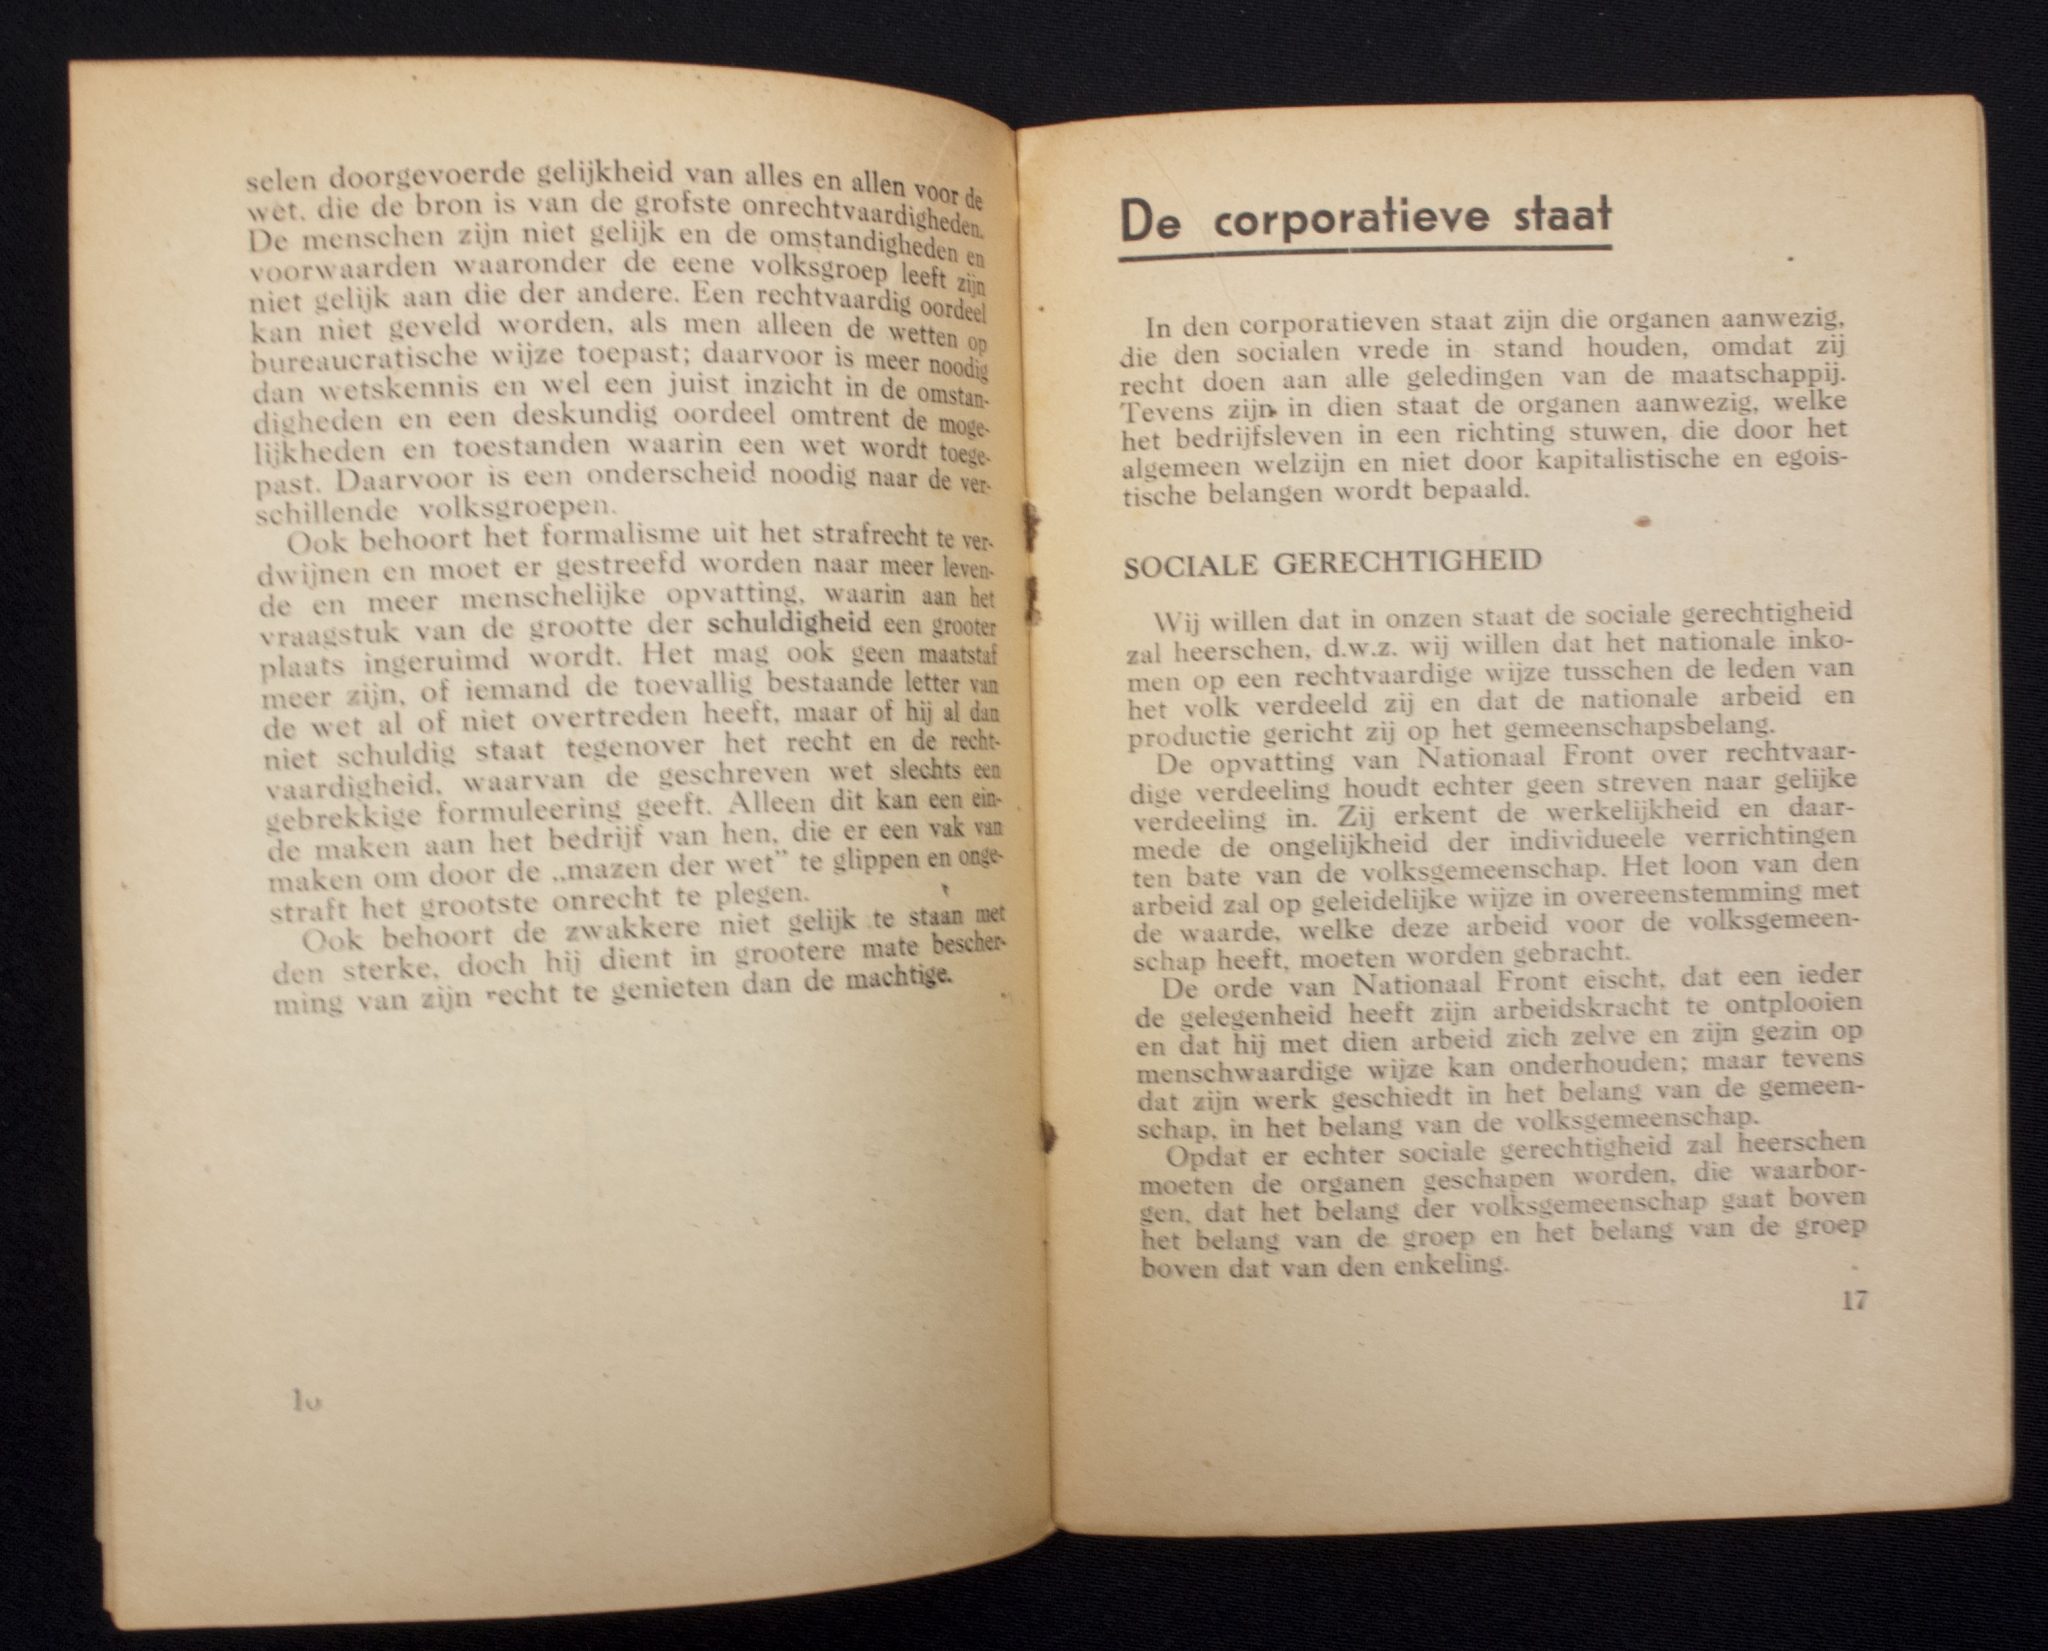 selen doorgevoerde gelijkheid van alles en allen voor de
wet. die de bron is van de grofste onrechtvaardigheden.
De menschen zijn niet gelijk en de omstandigheden en
voorwaarden waaronder de eene volksgroep leeft zijn
niet gelijk aan die der andere. Een rechtvaardig oordeel
kan niet geveld worden, als men alleen de wetten op
bureaucratische wijze toepast; daarvoor is meer noodig
dan wetskennis en wel een juist inzicht in de omstan-
digheden en een deskundig oordeel omtrent de moge-
lijkheden en toestanden waarin een wet wordt toege-
past. Daarvoor is een onderscheid noodig naar de ver-
schillende volksgroepen.
Ook behoort het formalisme uit het strafrecht te ver-
dwijnen en moet er gestreefd worden naar meer leven-
de en meer menschelijke opvatting, waarin aan het
vraagstuk van de grootte der schuldigheid een grooter
plaats ingeruimd wordt. Het mag ook geen maatstaf
meer zijn, of iemand de toevallig bestaande letter van
de wet al of niet overtreden heeft, maar of hij al dan
niet schuldig staat tegenover het recht en de recht-
vaardigheid, waarvan de geschreven wet slechts een
gebrekkige formuleering geeft. Alleen dit kan een ein-
de maken aan het bedrijf van hen, die er een vak van
maken om door de „mazen der wet” te glippen en onge-
straft het grootste onrecht te plegen.
Ook behoort de zwakkere niet gelijk te staan met
den sterke, doch hij dient in grootere mate bescher-
ming van zijn recht te genieten dan de machtige.
16
De corporatieve staat
In den corporatieven staat zijn die organen aanwezig,
die den socialen vrede in stand houden, omdat zij
recht doen aan alle geledingen van de maatschappij.
Tevens zijn in dien staat de organen aanwezig, welke
het bedrijfsleven in een richting stuwen, die door het
algemeen welzijn en niet door kapitalistische en egois-
tische belangen wordt bepaald.
SOCIALE GERECHTIGHEID
Wij willen dat in onzen staat de sociale gerechtigheid
zal heerschen, d.w.z. wij willen dat het nationale inko-
men op een rechtvaardige wijze tusschen de leden van
het volk verdeeld zij en dat de nationale arbeid en
productie gericht zij op het gemeenschapsbelang.
De opvatting van Nationaal Front over rechtvaar-
dige verdeeling houdt echter geen streven naar gelijke
verdeeling in. Zij erkent de werkelijkheid en daar-
mede de ongelijkheid der individueele verrichtingen
ten bate van de volksgemeenschap. Het loon van den
arbeid zal op geleidelijke wijze in overeenstemming met
de waarde, welke deze arbeid voor de volksgemeen-
schap heeft, moeten worden gebracht.
De orde van Nationaal Front eischt, dat een ieder
de gelegenheid heeft zijn arbeidskracht te ontplooien
en dat hij met dien arbeid zich zelve en zijn gezin op
menschwaardige wijze kan onderhouden; maar tevens
dat zijn werk geschiedt in het belang van de gemeen-
schap, in het belang van de volksgemeenschap.
Opdat er echter sociale gerechtigheid zal heerschen
moeten de organen geschapen worden, die waarbor-
gen, dat het belang der volksgemeenschap gaat boven
het belang van de groep en het belang van de groep
boven dat van den enkeling.
17